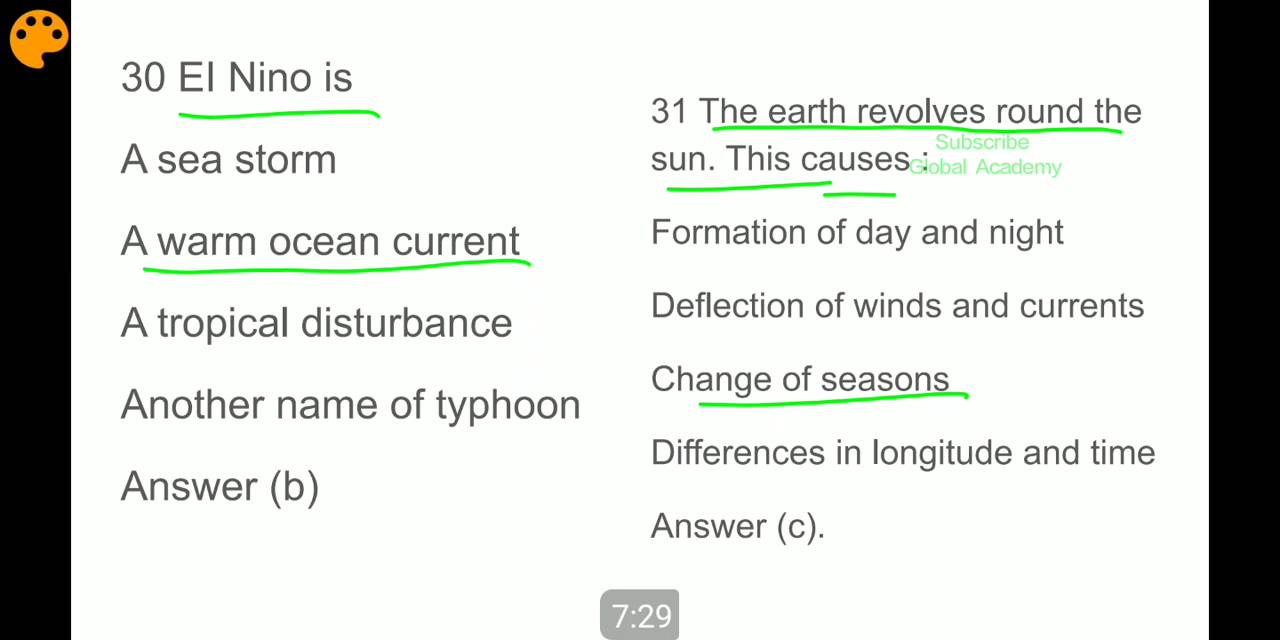 30 El Nino is
A sea storm
A warm ocean current
A tropical disturbance
Another name of typhoon
Answer (b)
31 The earth revolves round the
sun. This causes :
Subscribe
Global Academy
Formation of day and night
Deflection of winds and currents
Change of seasons
Differences in longitude and time
Answer (c).
7:29